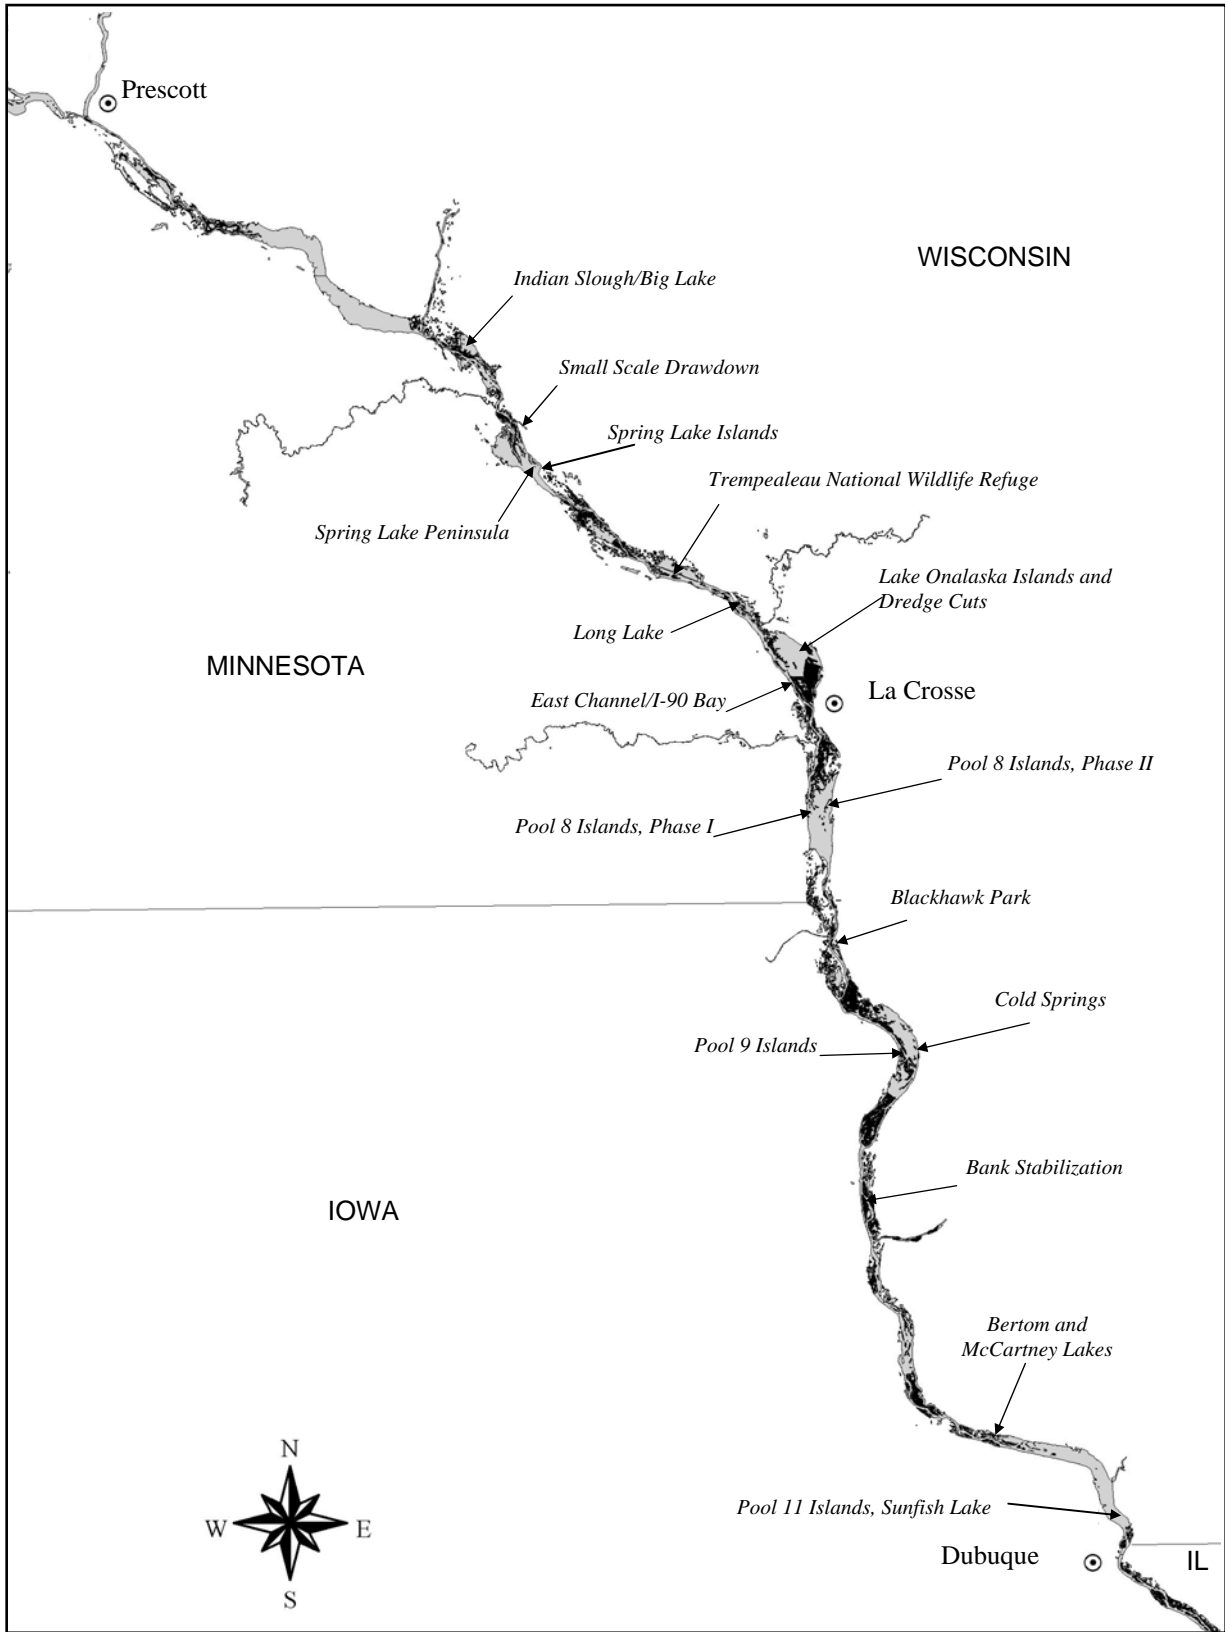 Prescott
WISCONSIN
Indian Slough/Big Lake
Small Scale Drawdown
Spring Lake Islands
Trempealeau National Wildlife Refuge
Spring Lake Peninsula
Lake Onalaska Islands and
Dredge Cuts
Long Lake
MINNESOTA
East Channel/I-90 Bay
La Crosse
Pool 8 Islands, Phase II
Pool 8 Islands, Phase I
Blackhawk Park
Cold Springs
Pool 9 Islands
Bank Stabilization
IOWA
Bertom and
McCartney Lakes
N
W
E
S
Pool 11 Islands, Sunfish Lake
Dubuque
IL